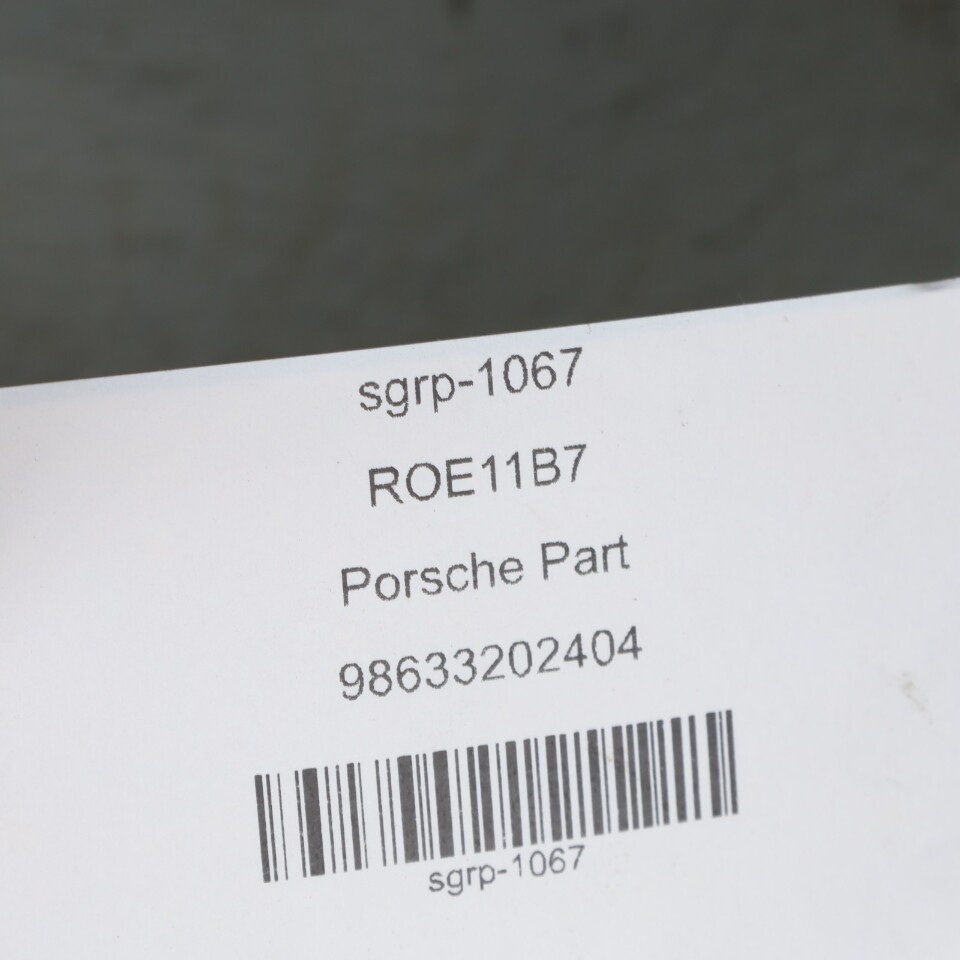 sgrp-1067
ROE11B7
Porsche Part
98633202404
sgrp-1067